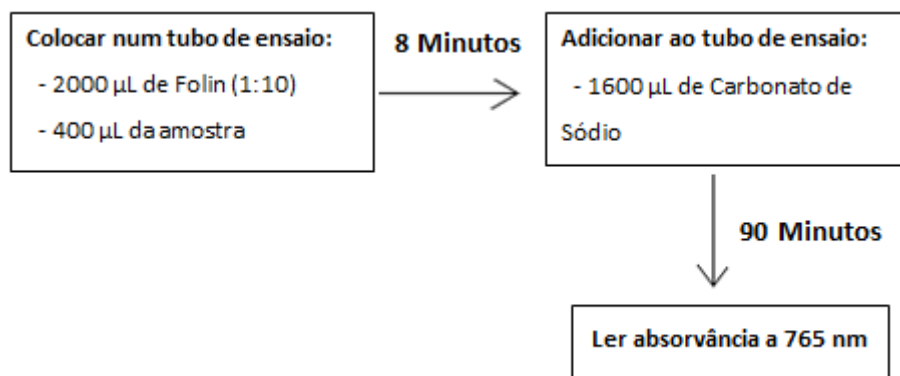 Colocar num tubo de ensaio:
- 2000 µL de Folin (1:10)
- 400 µL da amostra
8 Minutos
Adicionar ao tubo de ensaio:
- 1600 µL de Carbonato de
Sódio
90 Minutos
Ler absorvância a 765 nm